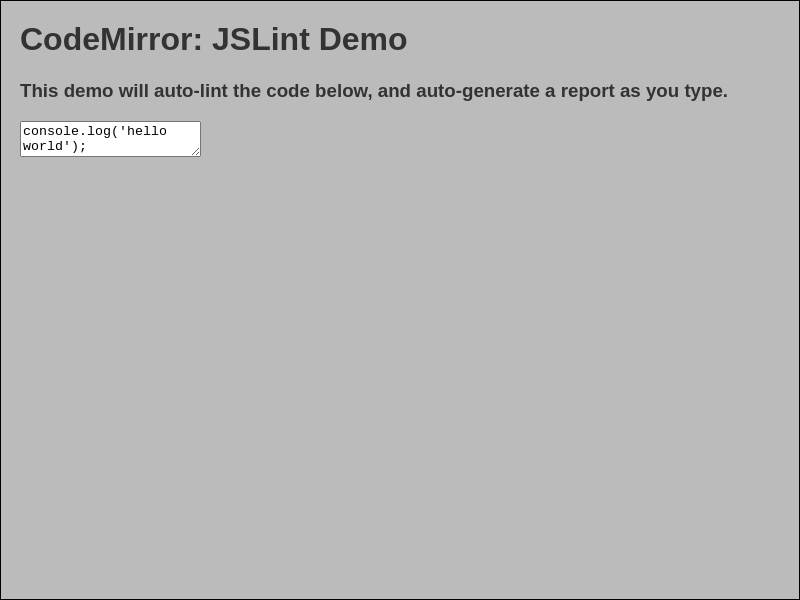 CodeMirror: JSLint Demo
This demo will auto-lint the code below, and auto-generate a report as you type.
console.log('hello
world');